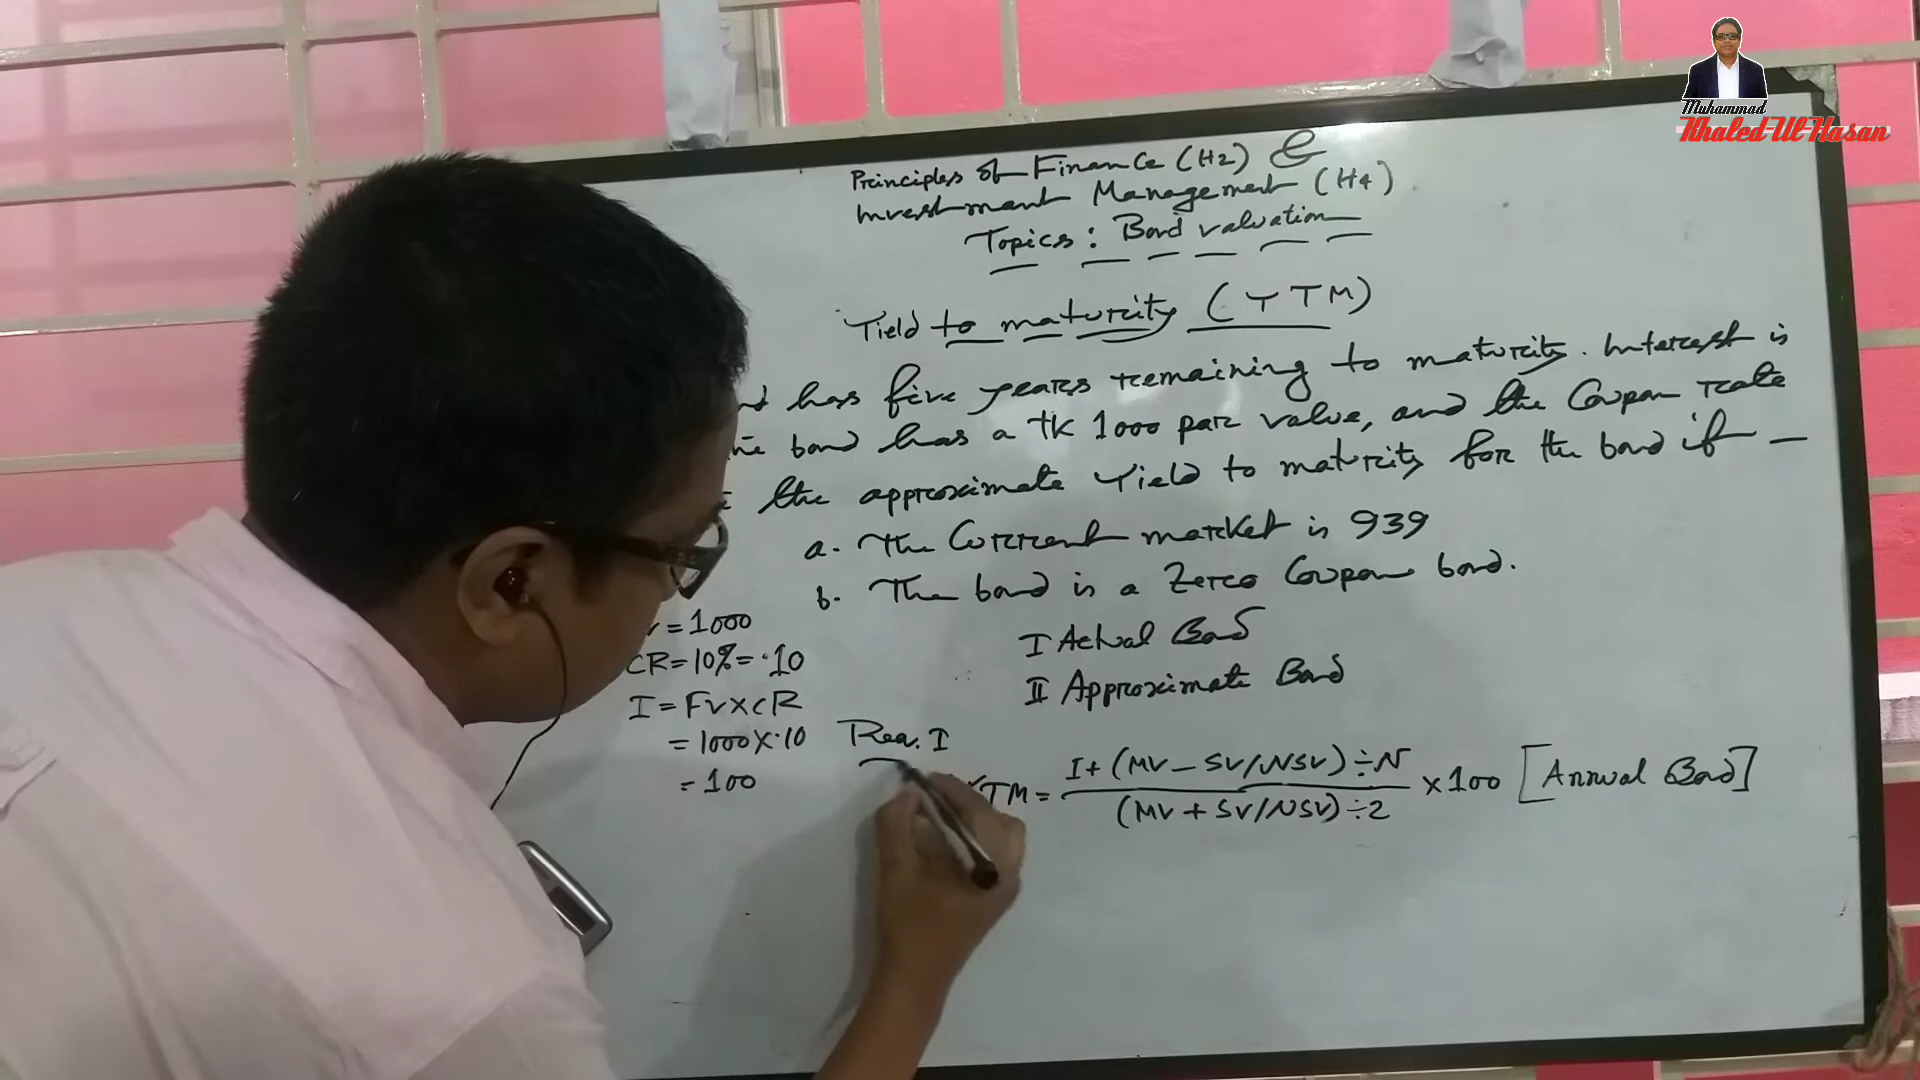 Muhammad
Khaled-Ul-Hasan
Principles of Finance (H2) &
Investment Management (H4)
Topics: Bond valuation
Yield to maturity (YTM)
has five years remaining to maturity. Interest is
bond has a TK 1000 par value, and the Coupon rate
the approximate Yield to maturity for the bond if —
a. The Current market is 939
b. The bond is a Zero Coupon bond.
I Actual Bond
II Approximate Bond
= 1000
CR = 10% = .10
I = FV x CR
= 1000 x .10
= 100
Req. I
YTM = I + (MV - SV/NSV) ÷ N
(MV + SV/NSV) ÷ 2
x 100 [Annual Bond]